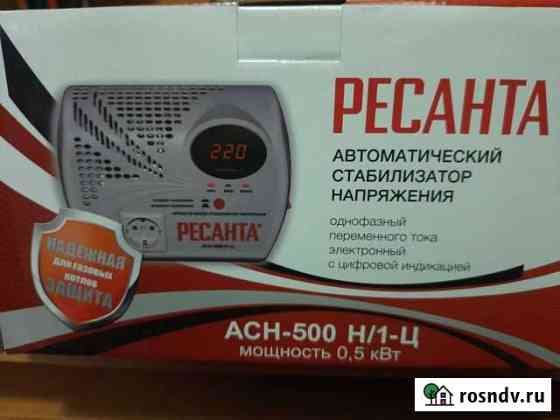 РЕСАНТА
АВТОМАТИЧЕСКИЙ
СТАБИЛИЗАТОР
НАПРЯЖЕНИЯ
однофазный
переменного тока
электронный
с цифровой индикацией
220
РЕСАНТА
НАДЕЖНАЯ
для газовых
котлов
ЗАЩИТА
АСН-500 Н/1-Ц
мощность 0,5 кВт
rosndv.ru